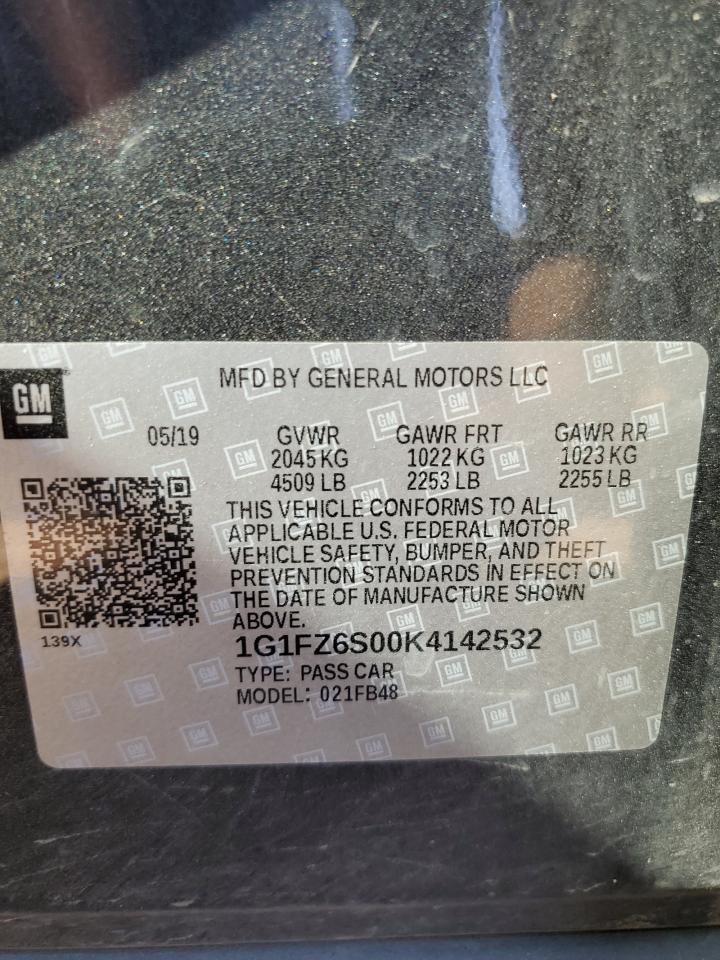 GM
MFD BY GENERAL MOTORS LLC
05/19 GVWR GAWR FRT GAWR RR
2045 KG 1022 KG 1023 KG
4509 LB 2253 LB 2255 LB
THIS VEHICLE CONFORMS TO ALL
APPLICABLE U.S. FEDERAL MOTOR
VEHICLE SAFETY, BUMPER, AND THEFT
PREVENTION STANDARDS IN EFFECT ON
THE DATE OF MANUFACTURE SHOWN
ABOVE.
139X
1G1FZ6S00K4142532
TYPE: PASS CAR
MODEL: 021FB48